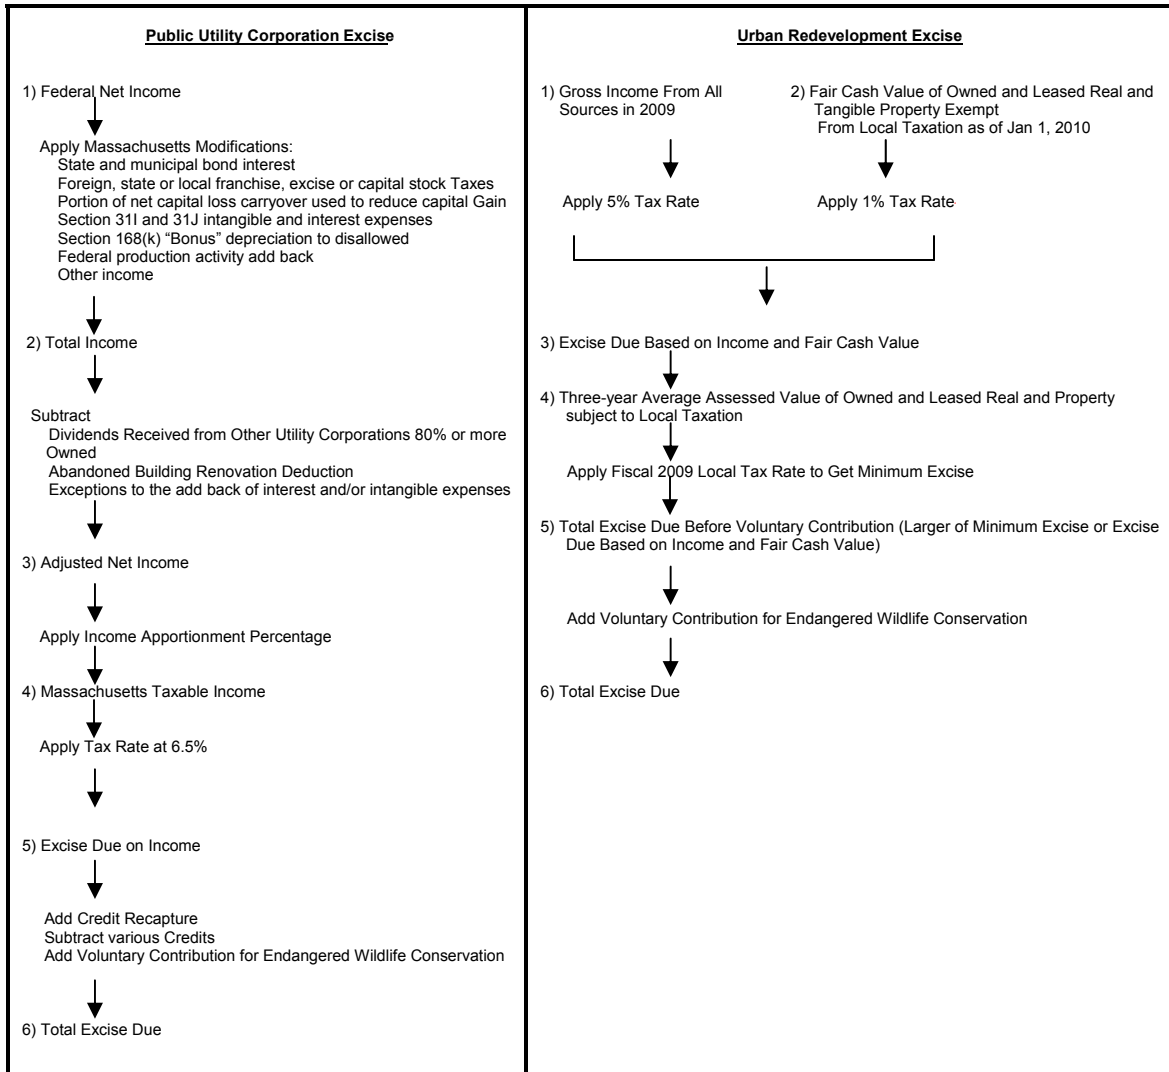 Public Utility Corporation Excise
1) Federal Net Income
Apply Massachusetts Modifications:
State and municipal bond interest
Foreign, state or local franchise, excise or capital stock Taxes
Portion of net capital loss carryover used to reduce capital Gain
Section 31I and 31J intangible and interest expenses
Section 168(k) “Bonus” depreciation to disallowed
Federal production activity add back
Other income
2) Total Income
Subtract
Dividends Received from Other Utility Corporations 80% or more
Owned
Abandoned Building Renovation Deduction
Exceptions to the add back of interest and/or intangible expenses
3) Adjusted Net Income
Apply Income Apportionment Percentage
4) Massachusetts Taxable Income
Apply Tax Rate at 6.5%
5) Excise Due on Income
Add Credit Recapture
Subtract various Credits
Add Voluntary Contribution for Endangered Wildlife Conservation
6) Total Excise Due
Urban Redevelopment Excise
1) Gross Income From All
Sources in 2009
2) Fair Cash Value of Owned and Leased Real and
Tangible Property Exempt
From Local Taxation as of Jan 1, 2010
Apply 5% Tax Rate
Apply 1% Tax Rate
3) Excise Due Based on Income and Fair Cash Value
4) Three-year Average Assessed Value of Owned and Leased Real and Property
subject to Local Taxation
Apply Fiscal 2009 Local Tax Rate to Get Minimum Excise
5) Total Excise Due Before Voluntary Contribution (Larger of Minimum Excise or Excise
Due Based on Income and Fair Cash Value)
Add Voluntary Contribution for Endangered Wildlife Conservation
6) Total Excise Due